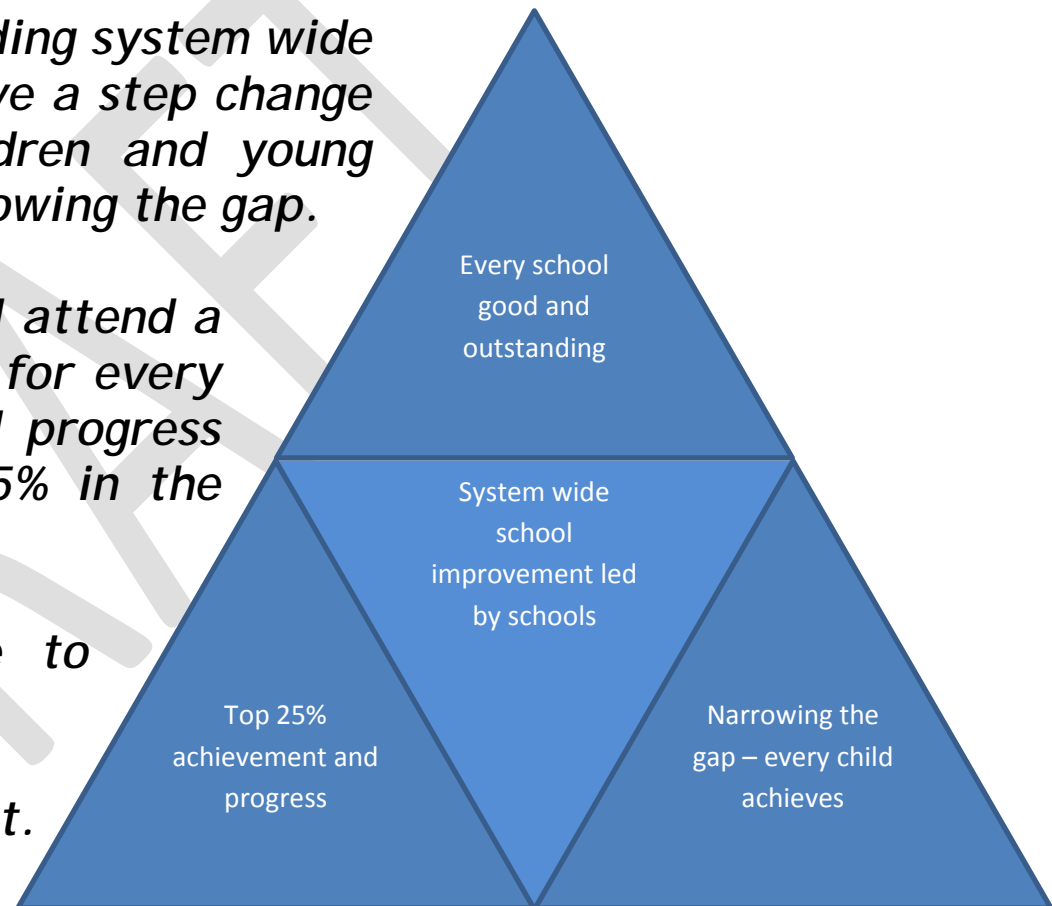 ding system wide
ve a step change
dren and young
owing the gap.
attend a
for every
progress
5% in the
to
t.
Every school
good and
outstanding
System wide
school
improvement led
by schools
Top 25%
achievement and
progress
Narrowing the
gap – every child
achieves